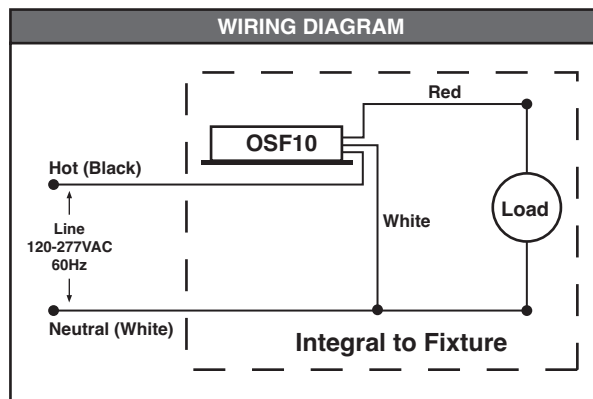 WIRING DIAGRAM
Red
OSF10
Hot (Black)
Load
White
Line
120-277VAC
60Hz
Neutral (White)
Integral to Fixture